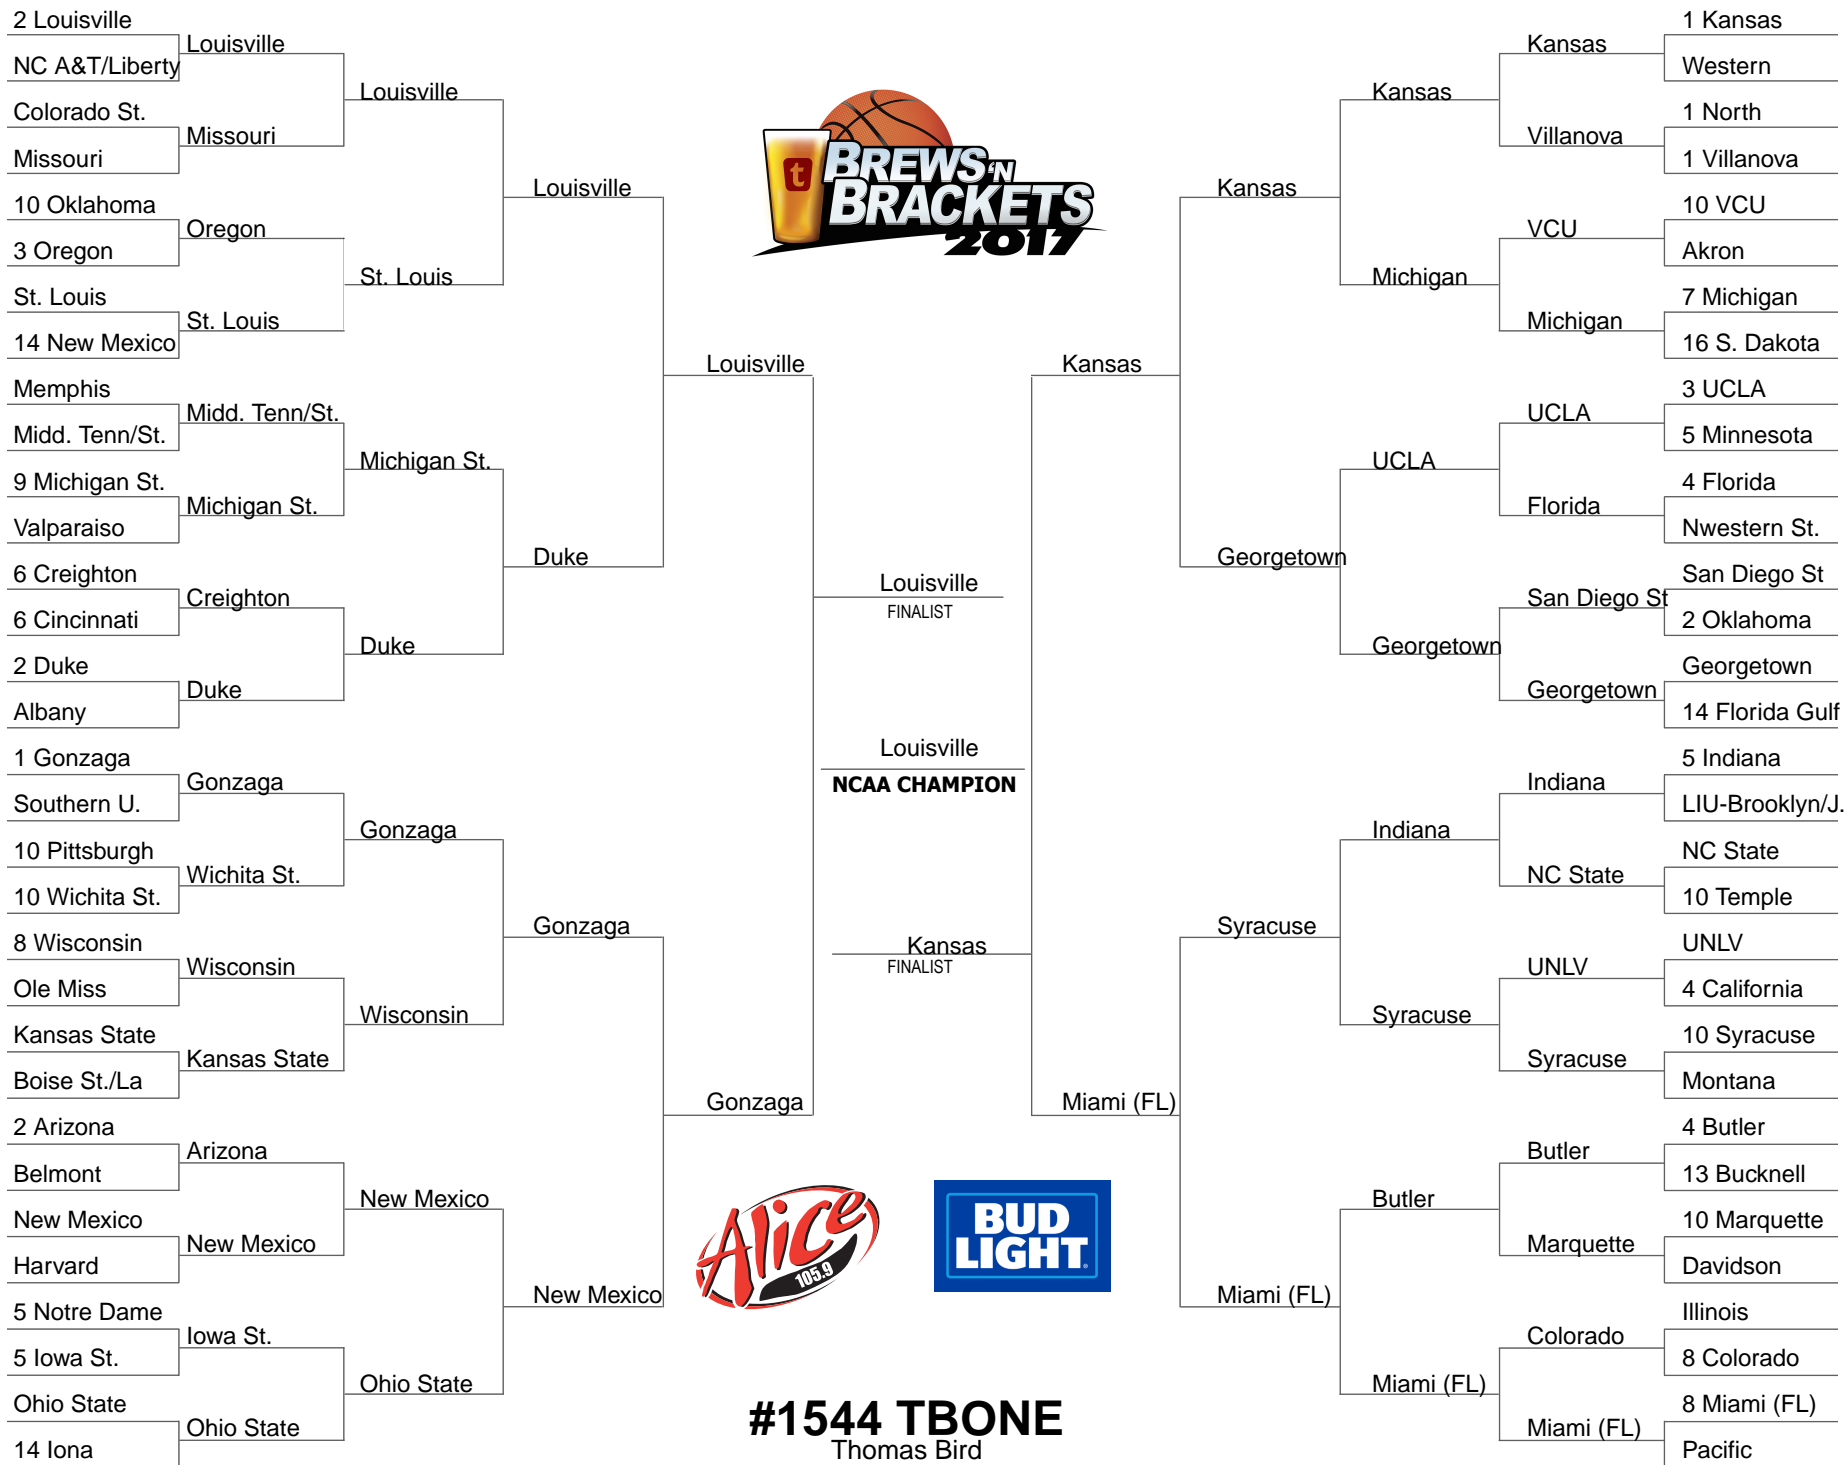 2 Louisville
NC A&T/Liberty
Colorado St.
Missouri
10 Oklahoma
3 Oregon
St. Louis
14 New Mexico
Memphis
Midd. Tenn/St.
9 Michigan St.
Valparaiso
6 Creighton
6 Cincinnati
2 Duke
Albany
1 Gonzaga
Southern U.
10 Pittsburgh
10 Wichita St.
8 Wisconsin
Ole Miss
Kansas State
Boise St./La
2 Arizona
Belmont
New Mexico
Harvard
5 Notre Dame
5 Iowa St.
Ohio State
14 Iona
Louisville
Missouri
Oregon
St. Louis
Midd. Tenn/St.
Michigan St.
Creighton
Duke
Gonzaga
Wichita St.
Wisconsin
Kansas State
Arizona
New Mexico
Iowa St.
Ohio State
Louisville
St. Louis
Michigan St.
Duke
Gonzaga
Wisconsin
New Mexico
Ohio State
Louisville
Duke
Gonzaga
New Mexico
Louisville
Gonzaga
t
BREWS 'N
BRACKETS
2017
Louisville
FINALIST
Louisville
NCAA CHAMPION
Kansas
FINALIST
Alice
105.9
BUD
LIGHT
#1544 TBONE
Thomas Bird
Kansas
Miami (FL)
Kansas
Georgetown
Syracuse
Miami (FL)
Kansas
Michigan
UCLA
Georgetown
Indiana
Syracuse
Butler
Miami (FL)
Kansas
Villanova
VCU
Michigan
UCLA
Florida
San Diego St
Georgetown
Indiana
NC State
UNLV
Syracuse
Butler
Marquette
Colorado
Miami (FL)
1 Kansas
Western
1 North
1 Villanova
10 VCU
Akron
7 Michigan
16 S. Dakota
3 UCLA
5 Minnesota
4 Florida
Nwestern St.
San Diego St
2 Oklahoma
Georgetown
14 Florida Gulf
5 Indiana
LIU-Brooklyn/J.
NC State
10 Temple
UNLV
4 California
10 Syracuse
Montana
4 Butler
13 Bucknell
10 Marquette
Davidson
Illinois
8 Colorado
8 Miami (FL)
Pacific